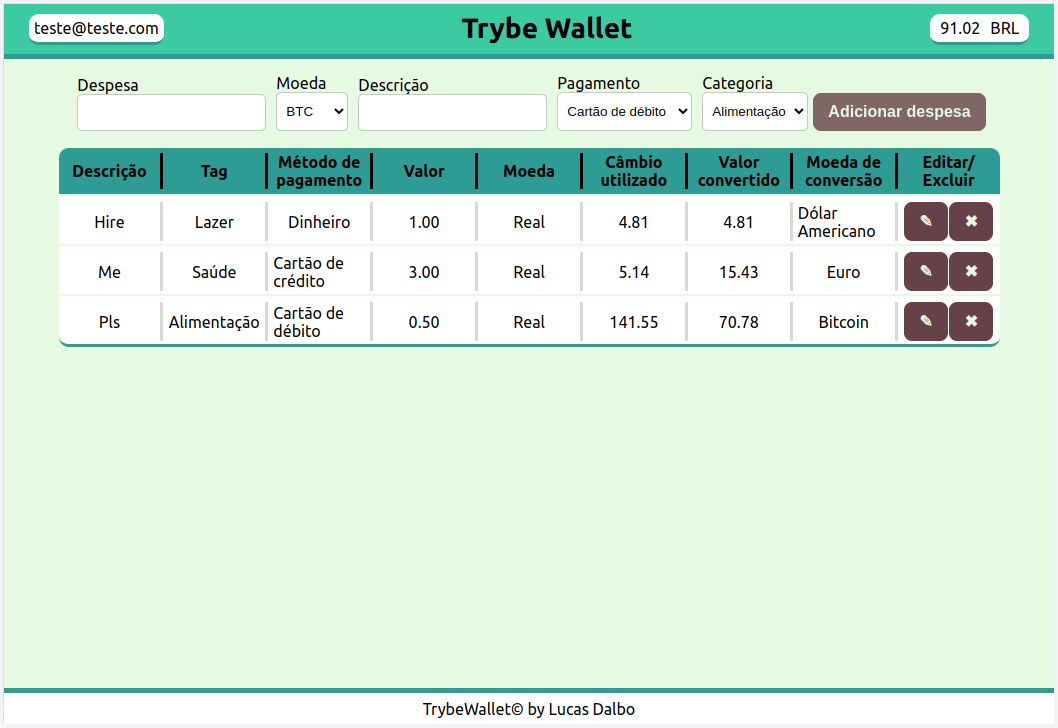 teste@teste.com Trybe Wallet 91.02 BRL
Despesa Moeda Descrição Pagamento Categoria
BTC Cartão de débito Alimentação Adicionar despesa
Descrição Tag Método de pagamento Valor Moeda Câmbio utilizado Valor convertido Moeda de conversão Editar/ Excluir
Hire Lazer Dinheiro 1.00 Real 4.81 4.81 Dólar Americano ✎ ✖
Me Saúde Cartão de crédito 3.00 Real 5.14 15.43 Euro ✎ ✖
Pls Alimentação Cartão de débito 0.50 Real 141.55 70.78 Bitcoin ✎ ✖
TrybeWallet© by Lucas Dalbo